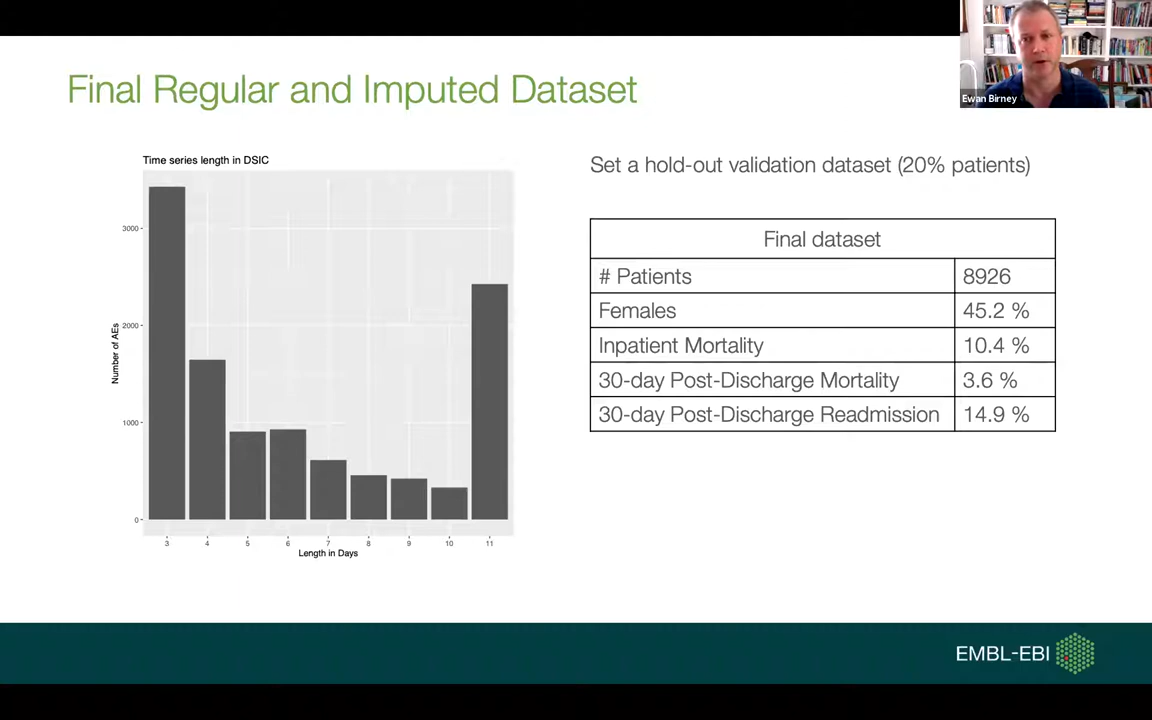 Final Regular and Imputed Dataset
Ewan Birney
Time series length in DSIC
Number of AEs
3000
2000
1000
0
3 4 5 6 7 8 9 10 11
Length in Days
Set a hold-out validation dataset (20% patients)
Final dataset
# Patients 8926
Females 45.2 %
Inpatient Mortality 10.4 %
30-day Post-Discharge Mortality 3.6 %
30-day Post-Discharge Readmission 14.9 %
EMBL-EBI